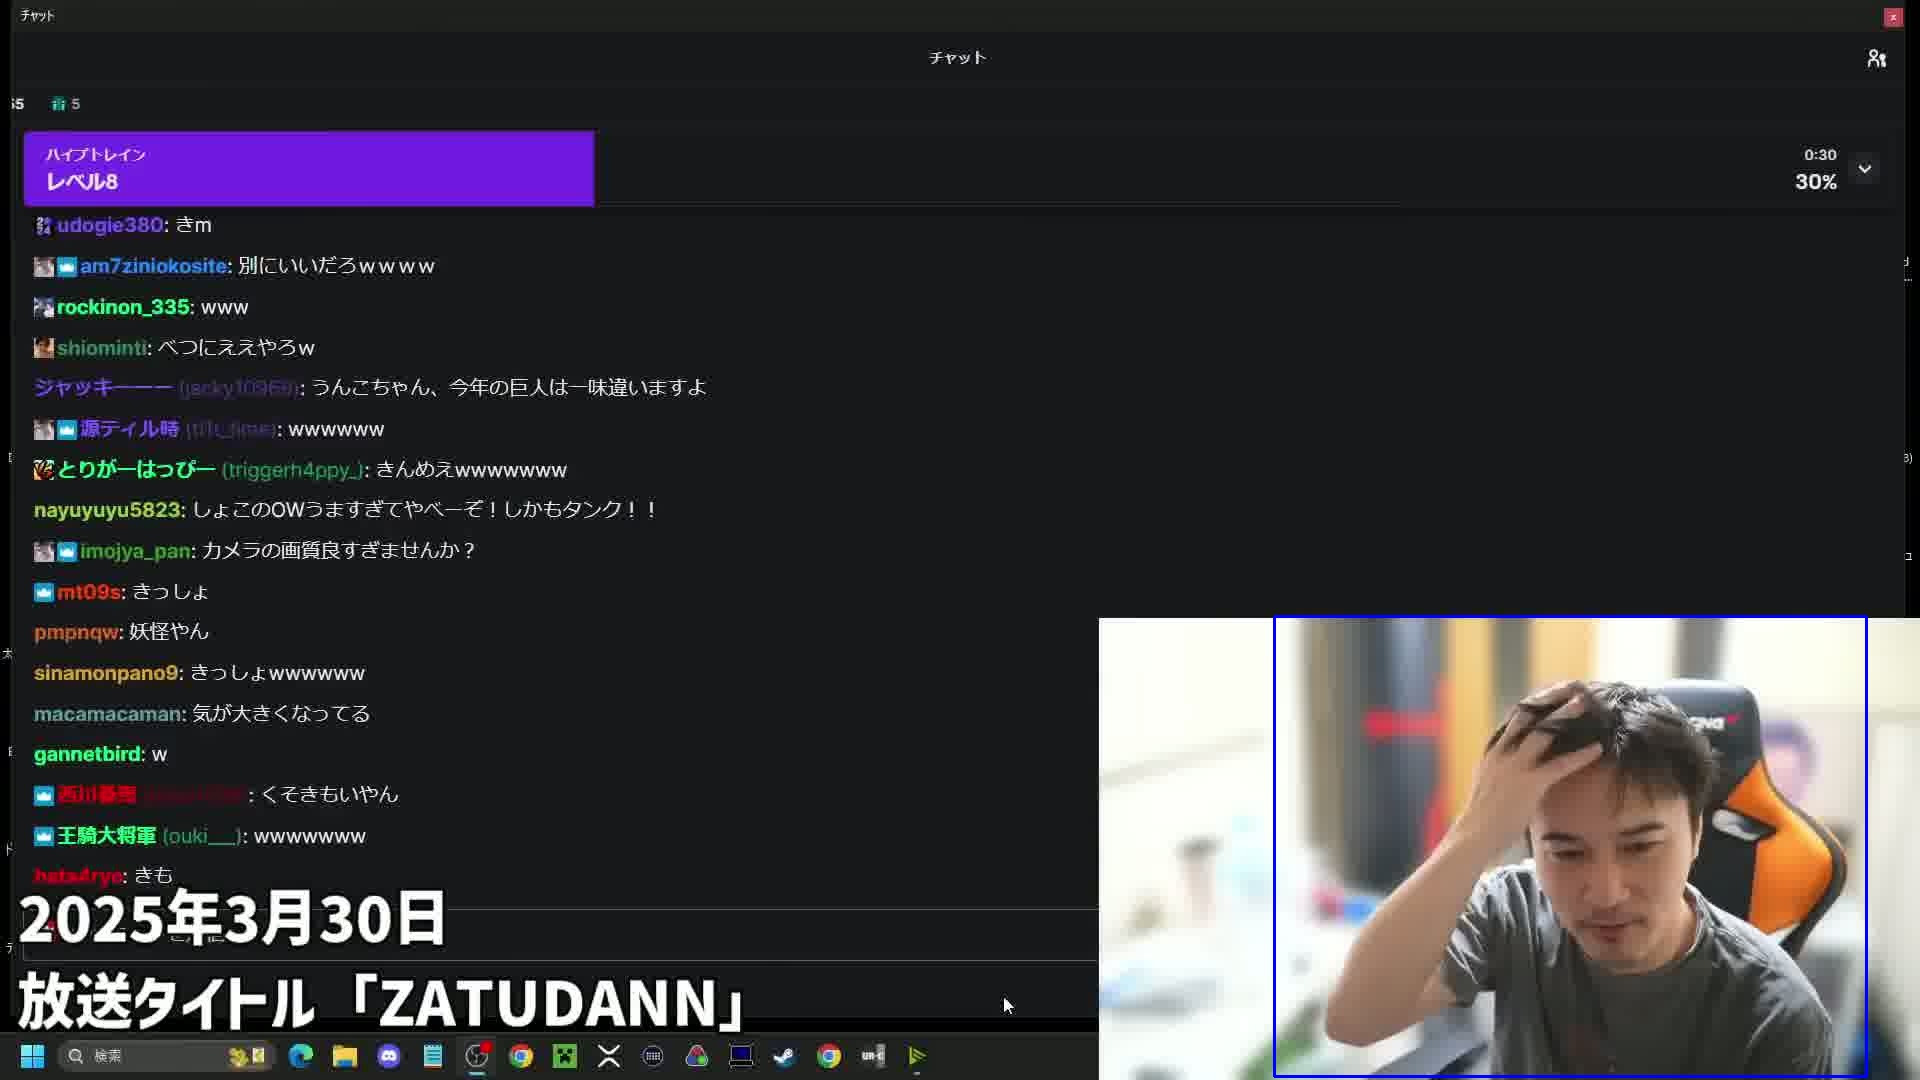 チャット
チャット
5
ハイプトレイン
レベル8
0:30
30%
udogie380: きm
am7ziniokosite: 別にいいだろｗｗｗｗ
rockinon_335: www
shiominti: べつにええやろw
ジャッキーーー (jacky10969): うんこちゃん、今年の巨人は一味違いますよ
源ティル時: wwwwww
とりがーはっぴー (triggerh4ppy_): きんめえwwwwwww
nayuyuyu5823: しょこのOWうますぎてやべーぞ！しかもタンク！！
imojya_pan: カメラの画質良すぎませんか？
mt09s: きっしょ
pmpnqw: 妖怪やん
sinamonpano9: きっしょwwwwww
macamacaman: 気が大きくなってる
gannetbird: w
: くそきもいやん
王騎大将軍 (ouki___): wwwwwww
hata4ryo: きも
2025年3月30日
放送タイトル「ZATUDANN」
検索